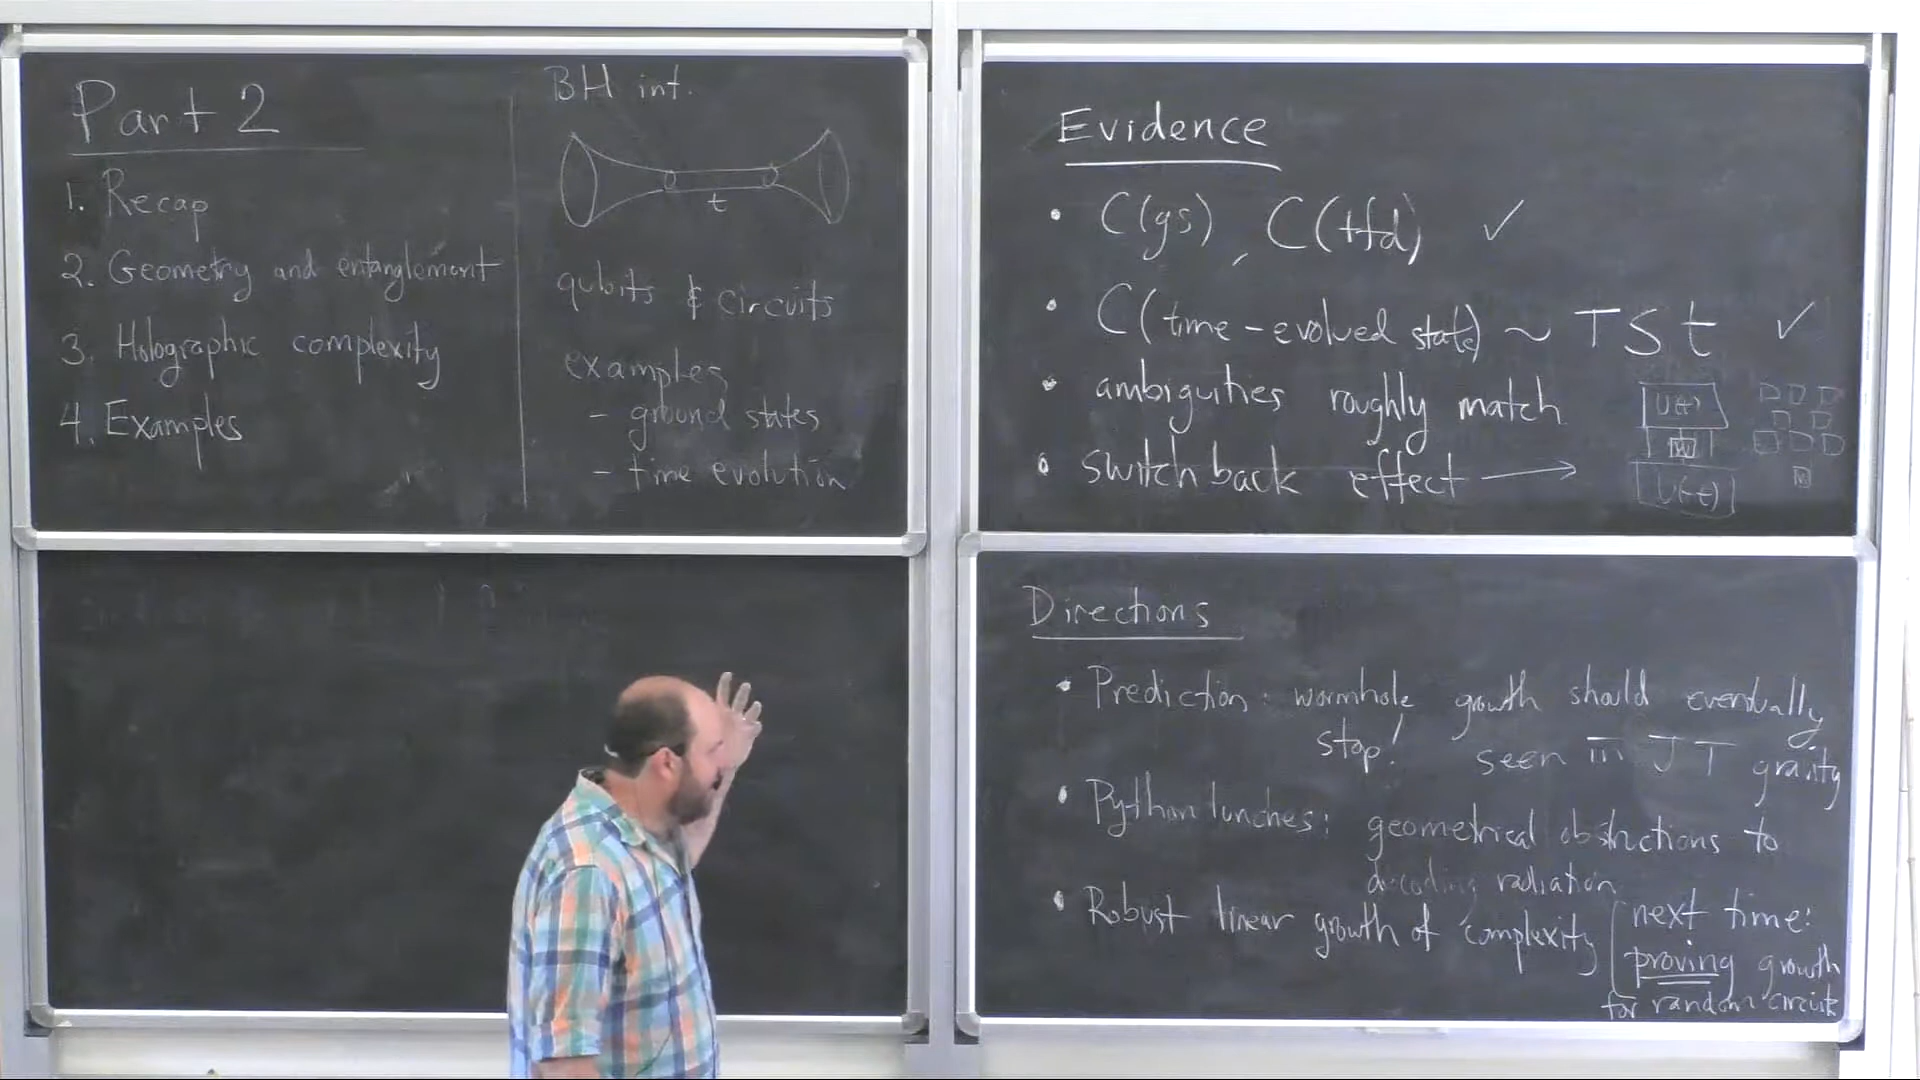 Part 2
1. Recap
2. Geometry and entanglement
3. Holographic complexity
4. Examples
BH int.
t
qubits & circuits
examples
- ground states
- time evolution
Evidence
• C(gs), C(tfd) ✓
• C(time-evolved state) ~ TSt ✓
• ambiguities roughly match
• switchback effect →
U(t)
W
U(-t)
Directions
• Prediction: wormhole growth should eventually
stop! seen in JT gravity
• Python lunches: geometrical obstructions to
decoding radiation
• Robust linear growth of complexity
next time:
proving growth
for random circuits